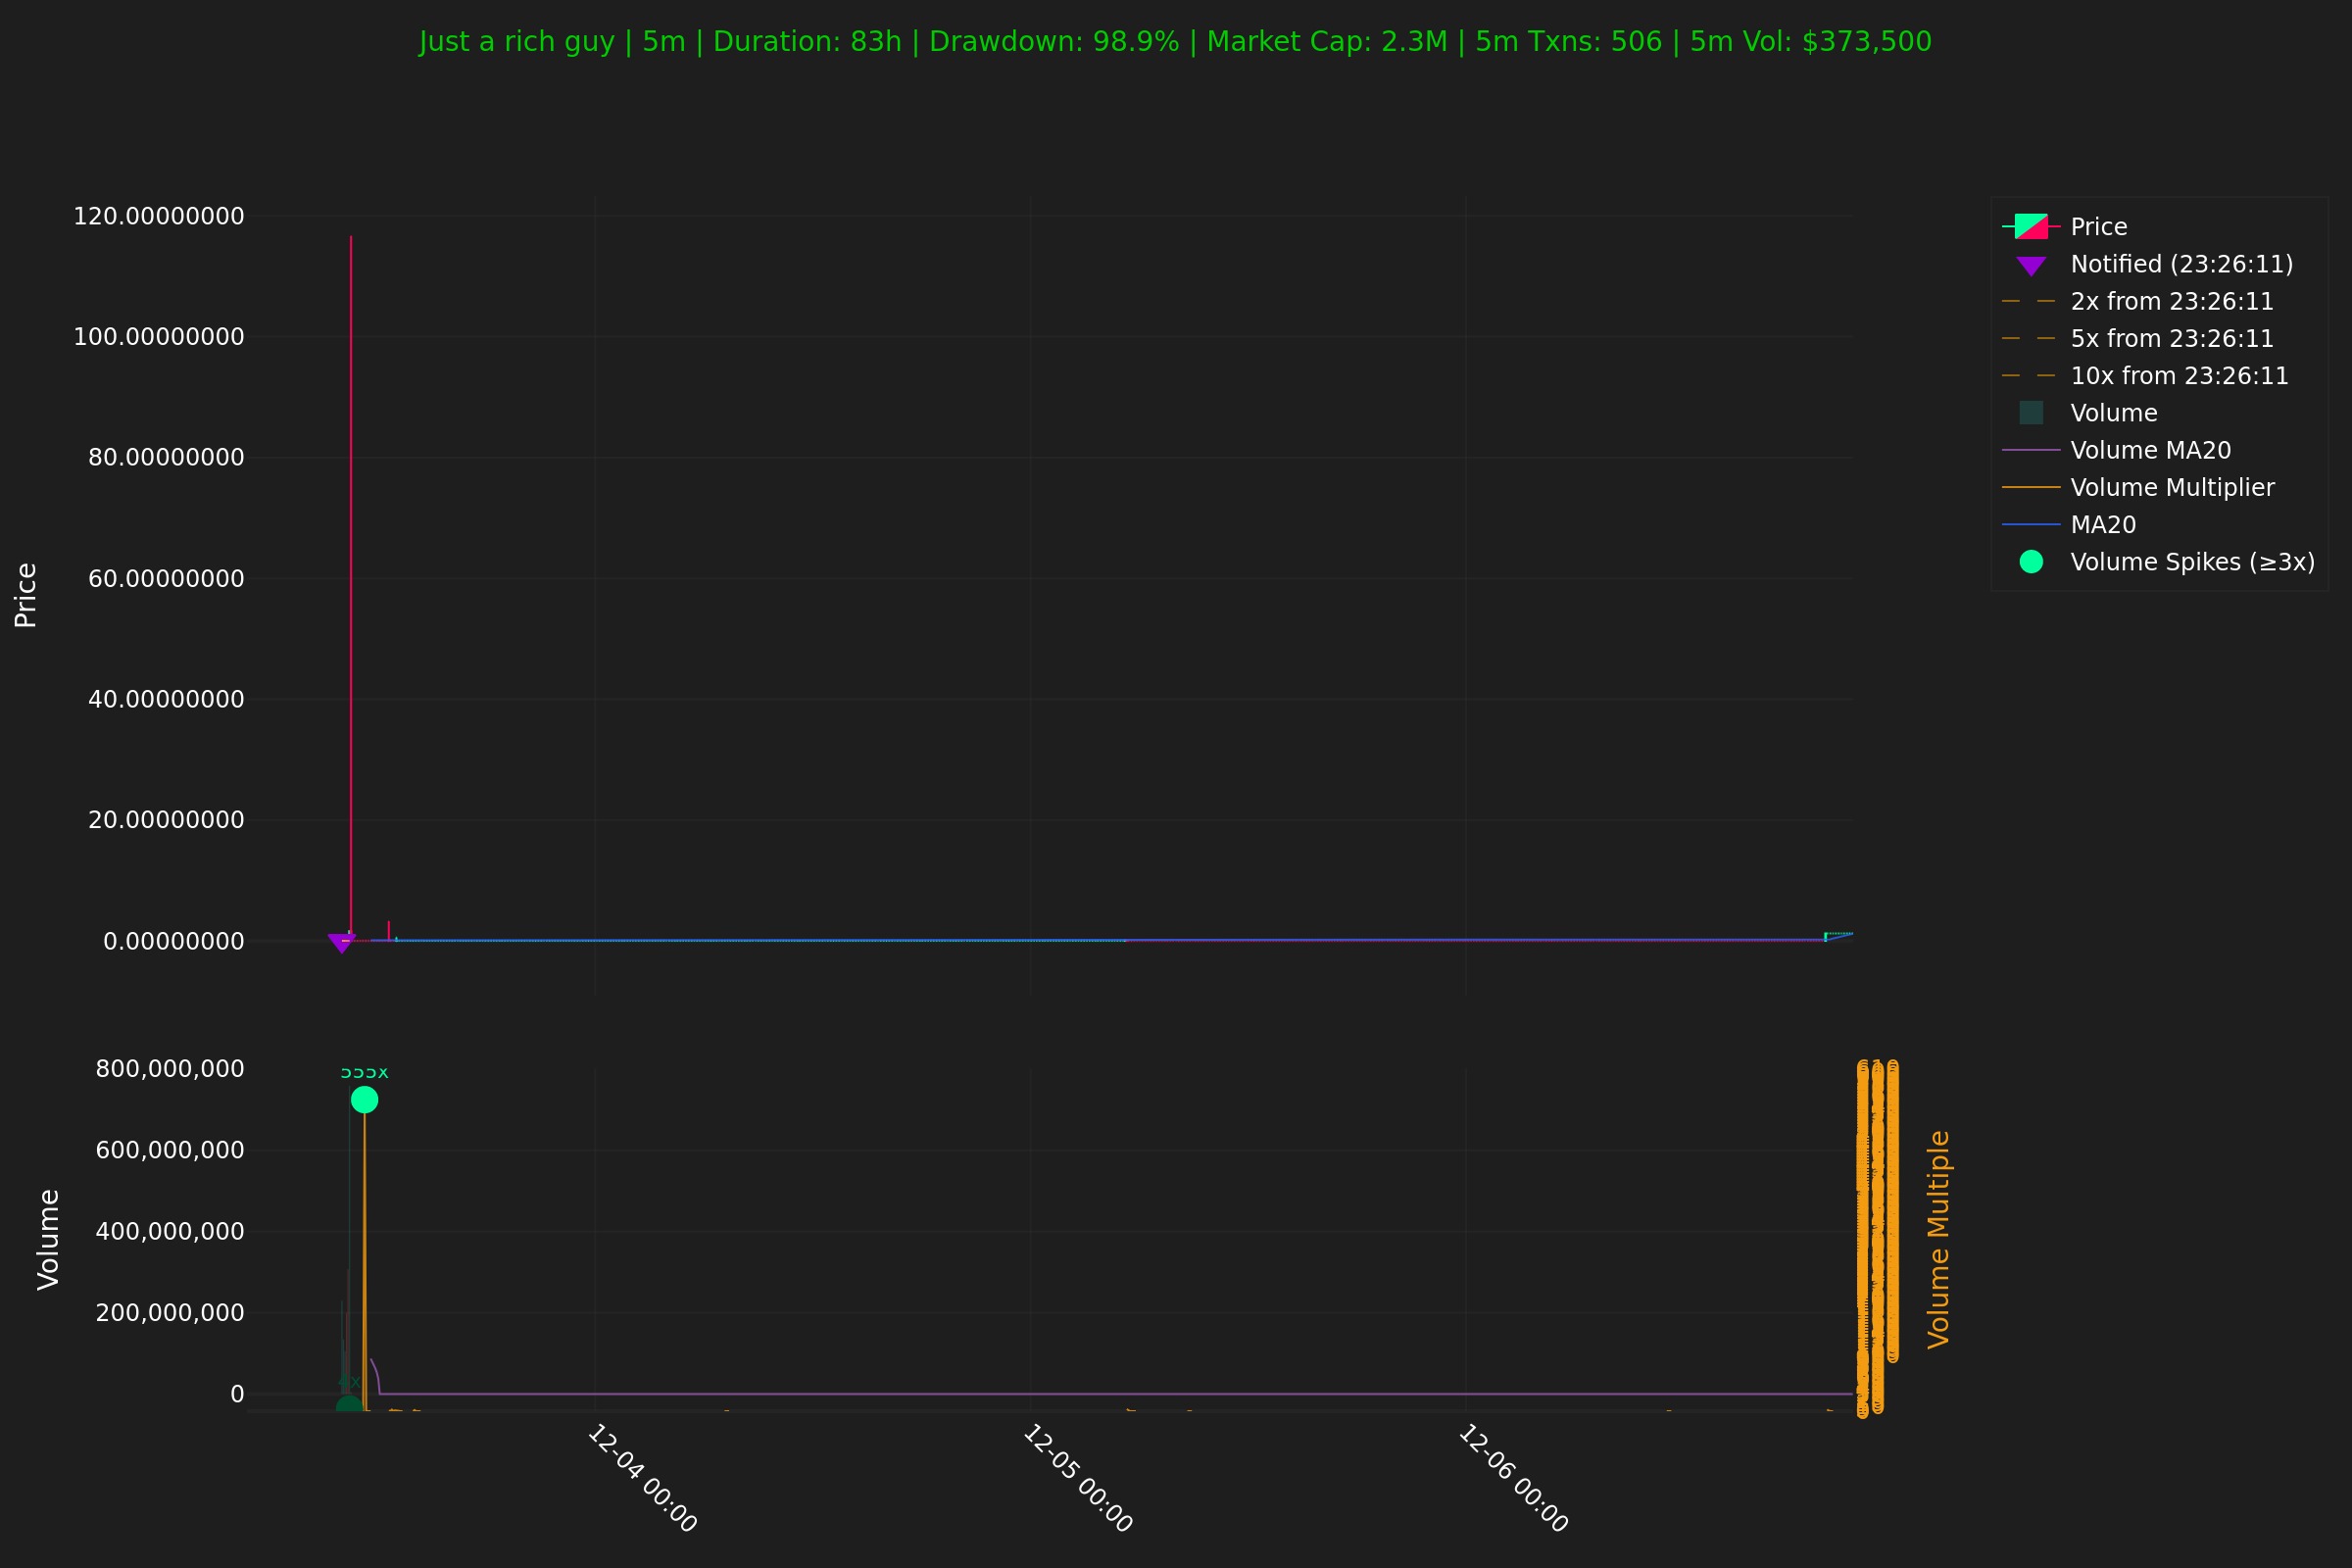 Just a rich guy | 5m | Duration: 83h | Drawdown: 98.9% | Market Cap: 2.3M | 5m Txns: 506 | 5m Vol: $373,500
Price
120.00000000
100.00000000
80.00000000
60.00000000
40.00000000
20.00000000
0.00000000
Price
Notified (23:26:11)
2x from 23:26:11
5x from 23:26:11
10x from 23:26:11
Volume
Volume MA20
Volume Multiplier
MA20
Volume Spikes (≥3x)
Volume
800,000,000
600,000,000
400,000,000
200,000,000
0
555x
4x
Volume Multiple
12-04 00:00
12-05 00:00
12-06 00:00